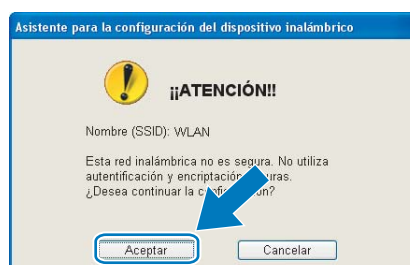 Asistente para la configuración del dispositivo inalámbrico
¡¡ATENCIÓN!!
Nombre (SSID): WLAN
Esta red inalámbrica no es segura. No utiliza
autentificación y encriptación
¿Desea continuar la
Aceptar
Cancelar